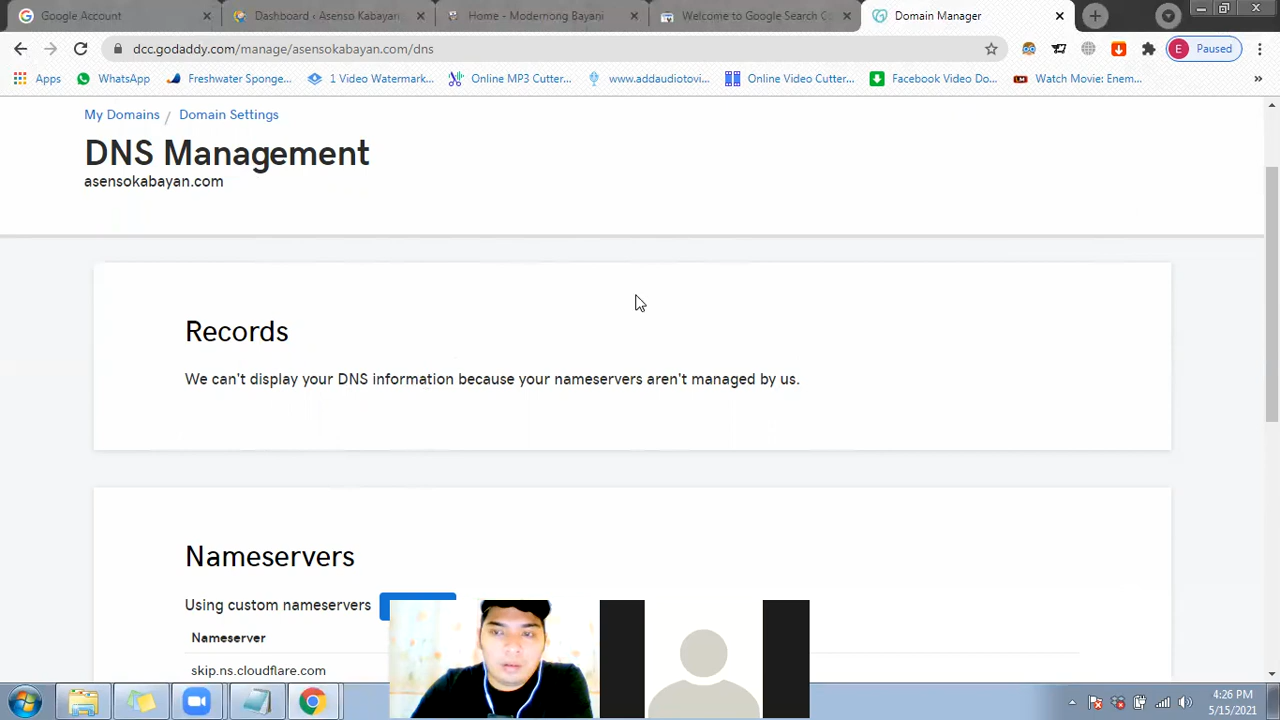 Google Account
Dashboard ‹ Asenso Kabayan
Home - Modernong Bayani
Welcome to Google Search C
Domain Manager
dcc.godaddy.com/manage/asensokabayan.com/dns
E Paused
Apps
WhatsApp
Freshwater Sponge...
1 Video Watermark...
Online MP3 Cutter...
www.addaudiotovi...
Online Video Cutter...
Facebook Video Do...
Watch Movie: Enem...
»
My Domains / Domain Settings
DNS Management
asensokabayan.com
Records
We can't display your DNS information because your nameservers aren't managed by us.
Nameservers
Using custom nameservers
Nameserver
skip.ns.cloudflare.com
4:26 PM
5/15/2021